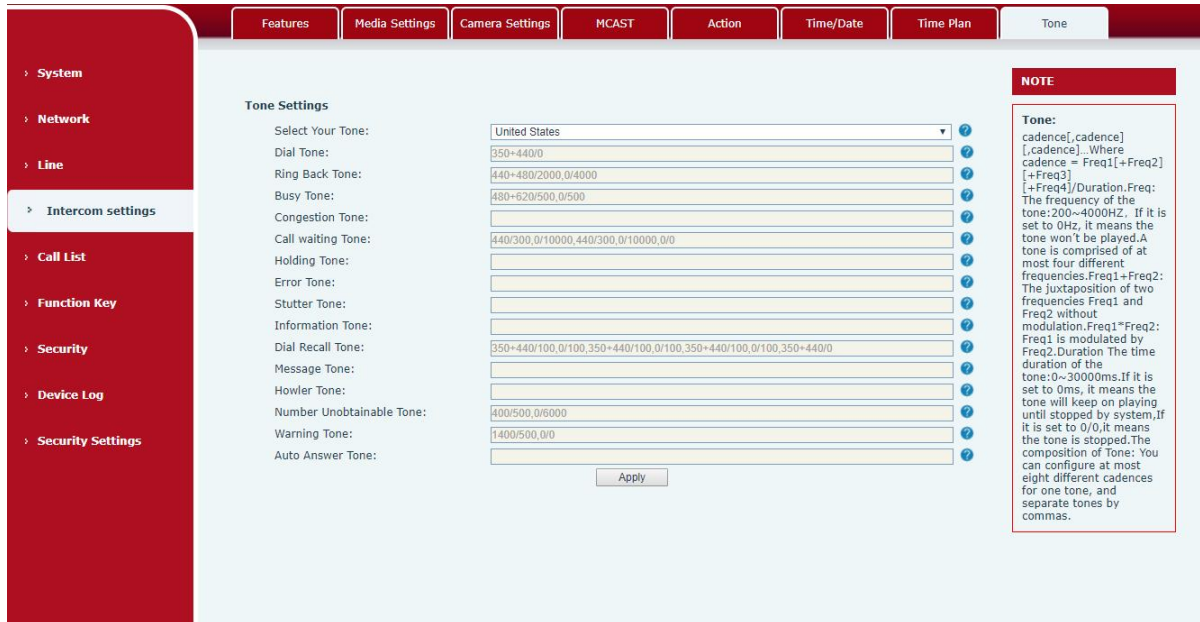 Features
Media Settings
Camera Settings
MCAST
Action
Time/Date
Time Plan
Tone
› System
› Network
› Line
› Intercom settings
› Call List
› Function Key
› Security
› Device Log
› Security Settings
Tone Settings
Select Your Tone: United States
Dial Tone: 350+440/0
Ring Back Tone: 440+480/2000,0/4000
Busy Tone: 480+620/500,0/500
Congestion Tone:
Call waiting Tone: 440/300,0/10000,440/300,0/10000,0/0
Holding Tone:
Error Tone:
Stutter Tone:
Information Tone:
Dial Recall Tone: 350+440/100,0/100,350+440/100,0/100,350+440/100,0/100,350+440/0
Message Tone:
Howler Tone:
Number Unobtainable Tone: 400/500,0/6000
Warning Tone: 1400/500,0/0
Auto Answer Tone:
Apply
NOTE
Tone:
cadence[,cadence]
[,cadence]...Where
cadence = Freq1[+Freq2]
[+Freq3]
[+Freq4]/Duration.Freq:
The frequency of the
tone:200~4000HZ, If it is
set to 0Hz, it means the
tone won't be played.A
tone is comprised of at
most four different
frequencies.Freq1+Freq2:
The juxtaposition of two
frequencies Freq1 and
Freq2 without
modulation.Freq1*Freq2:
Freq1 is modulated by
Freq2.Duration The time
duration of the
tone:0~30000ms.If it is
set to 0ms, it means the
tone will keep on playing
until stopped by system,If
it is set to 0/0,it means
the tone is stopped.The
composition of Tone: You
can configure at most
eight different cadences
for one tone, and
separate tones by
commas.